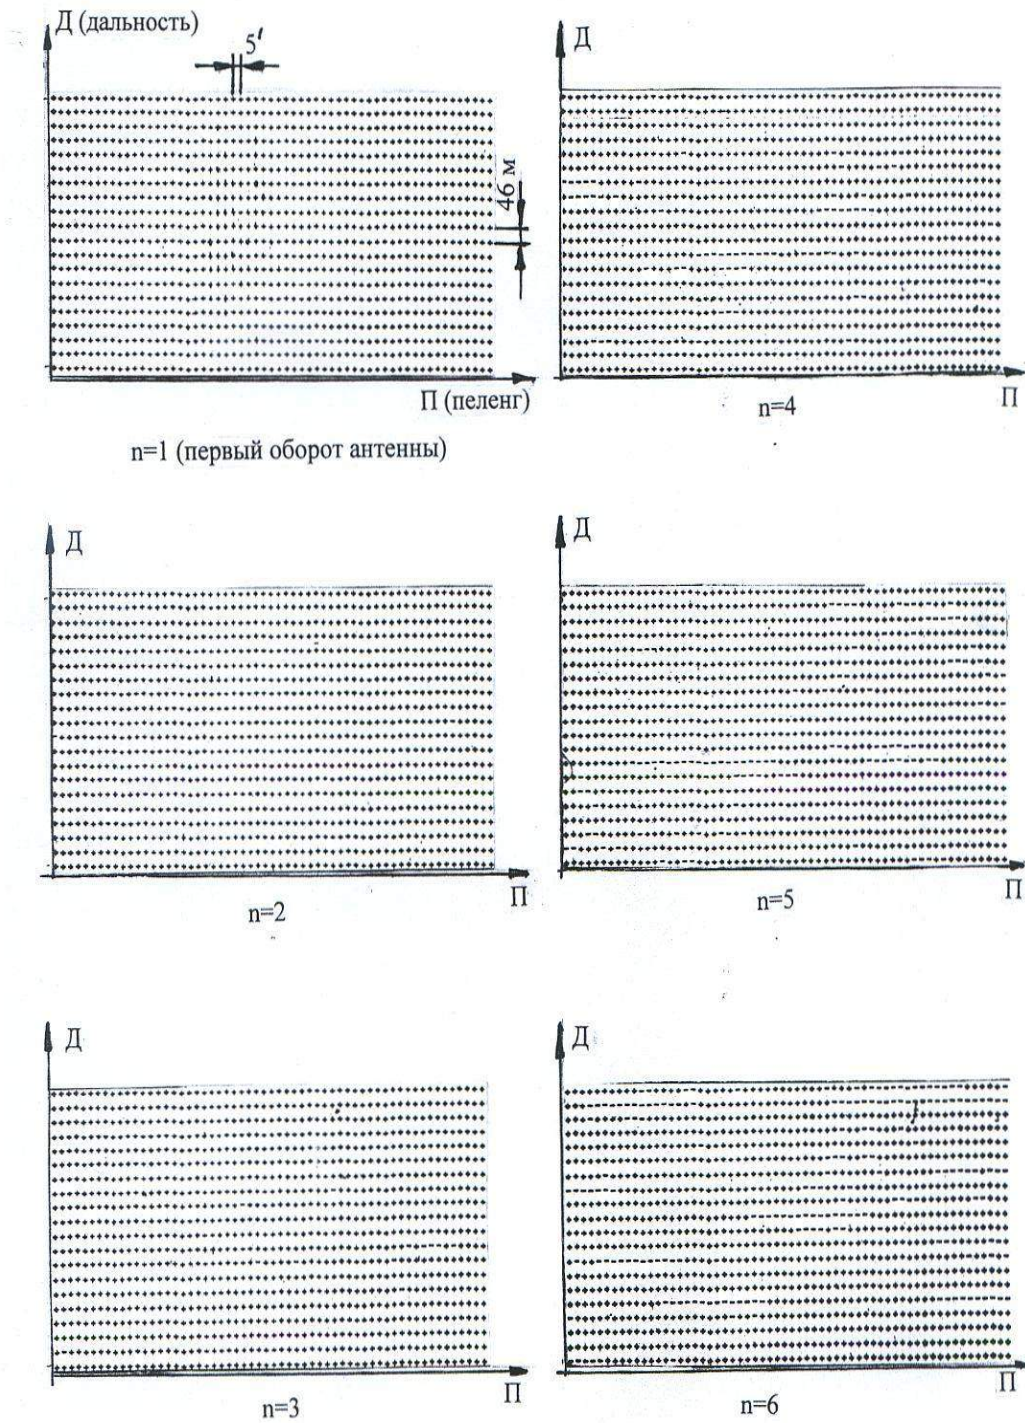 Д (дальность)
5'
46 м
П (пеленг)
n=1 (первый оборот антенны)
Д
П
n=4
Д
П
n=2
Д
П
n=5
Д
П
n=3
Д
П
n=6